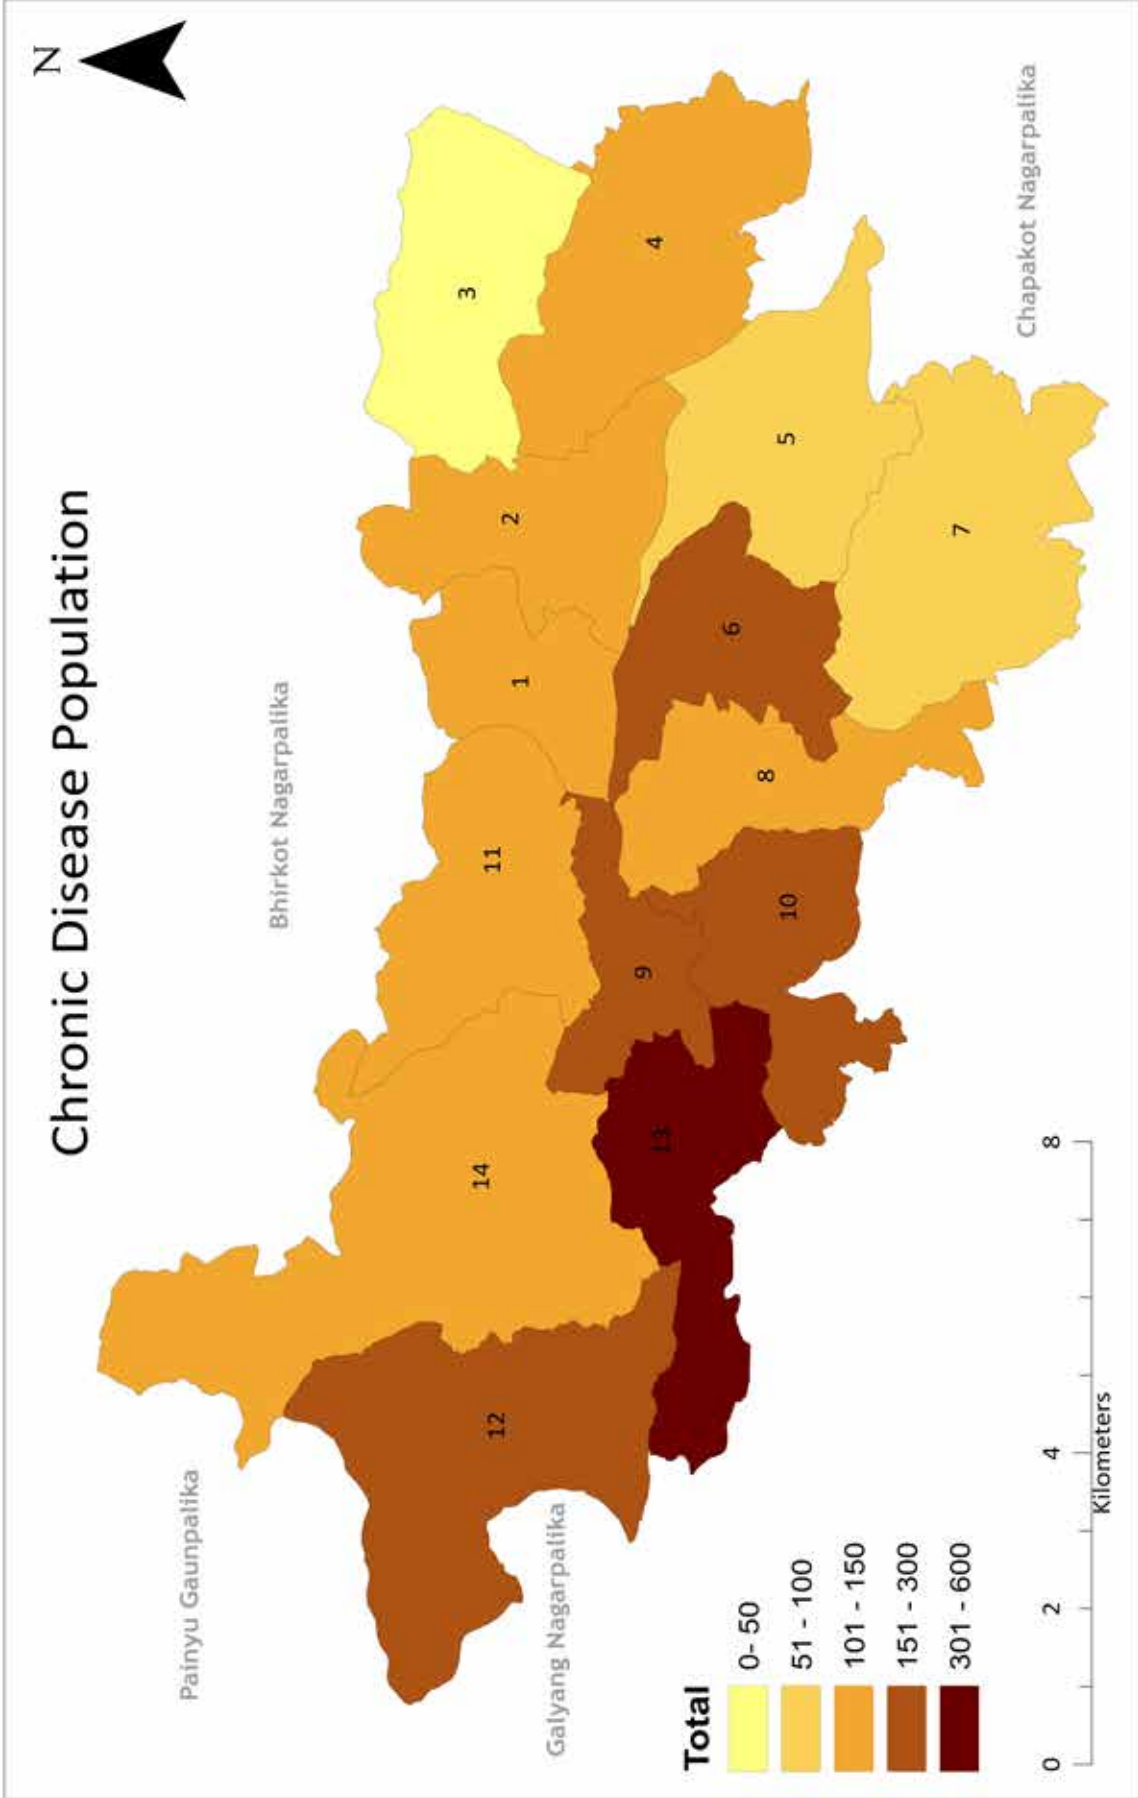 Chronic Disease Population
N
Bhirkot Nagarpalika
Painyu Gaunpalika
Galyang Nagarpalika
Chapakot Nagarpalika
3
4
2
1
11
14
12
5
6
7
8
9
10
13
Total
0- 50
51 - 100
101 - 150
151 - 300
301 - 600
0 2 4 8
Kilometers